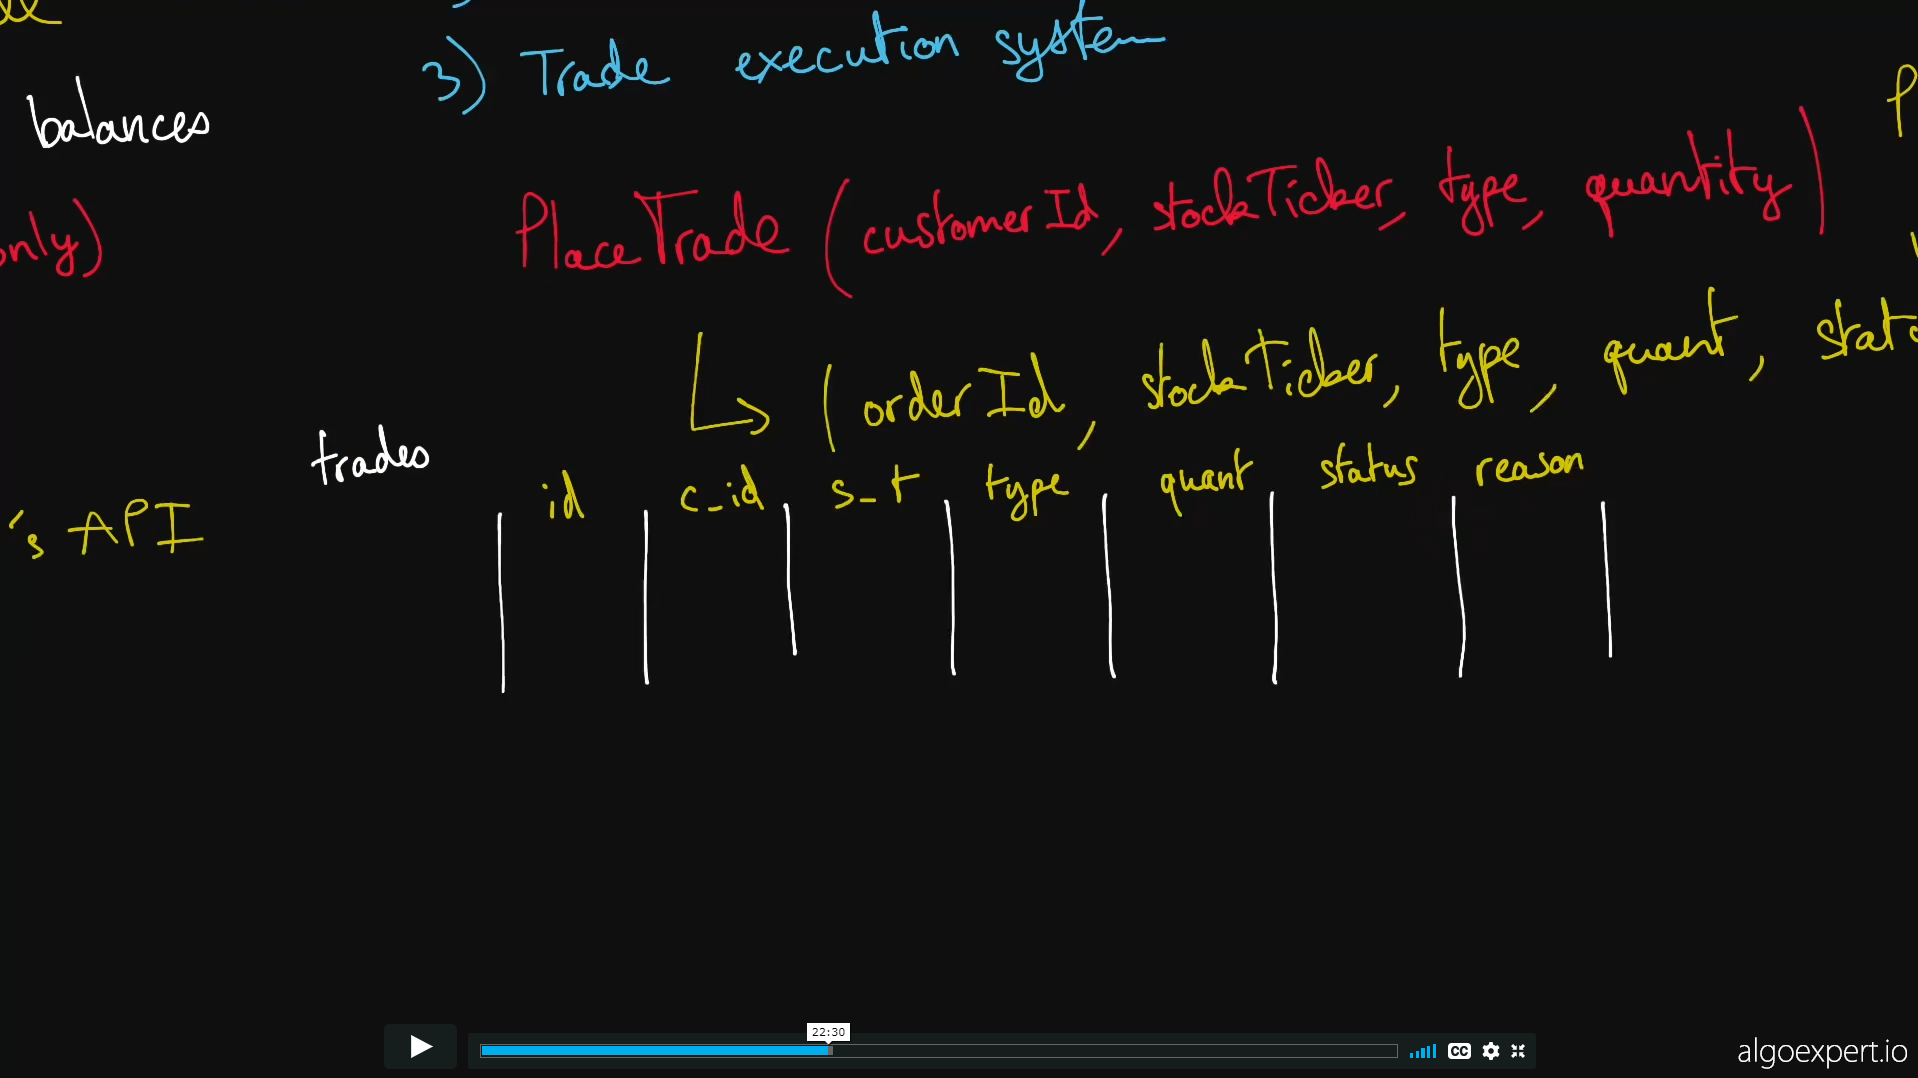 3) Trade execution system
balances
PlaceTrade (customerId, stockTicker, type, quantity)
only)
(orderId, stockTicker, type, quant,
trades
id c_id s_t type quant status reason
's API
22:30
CC
algoexpert.io